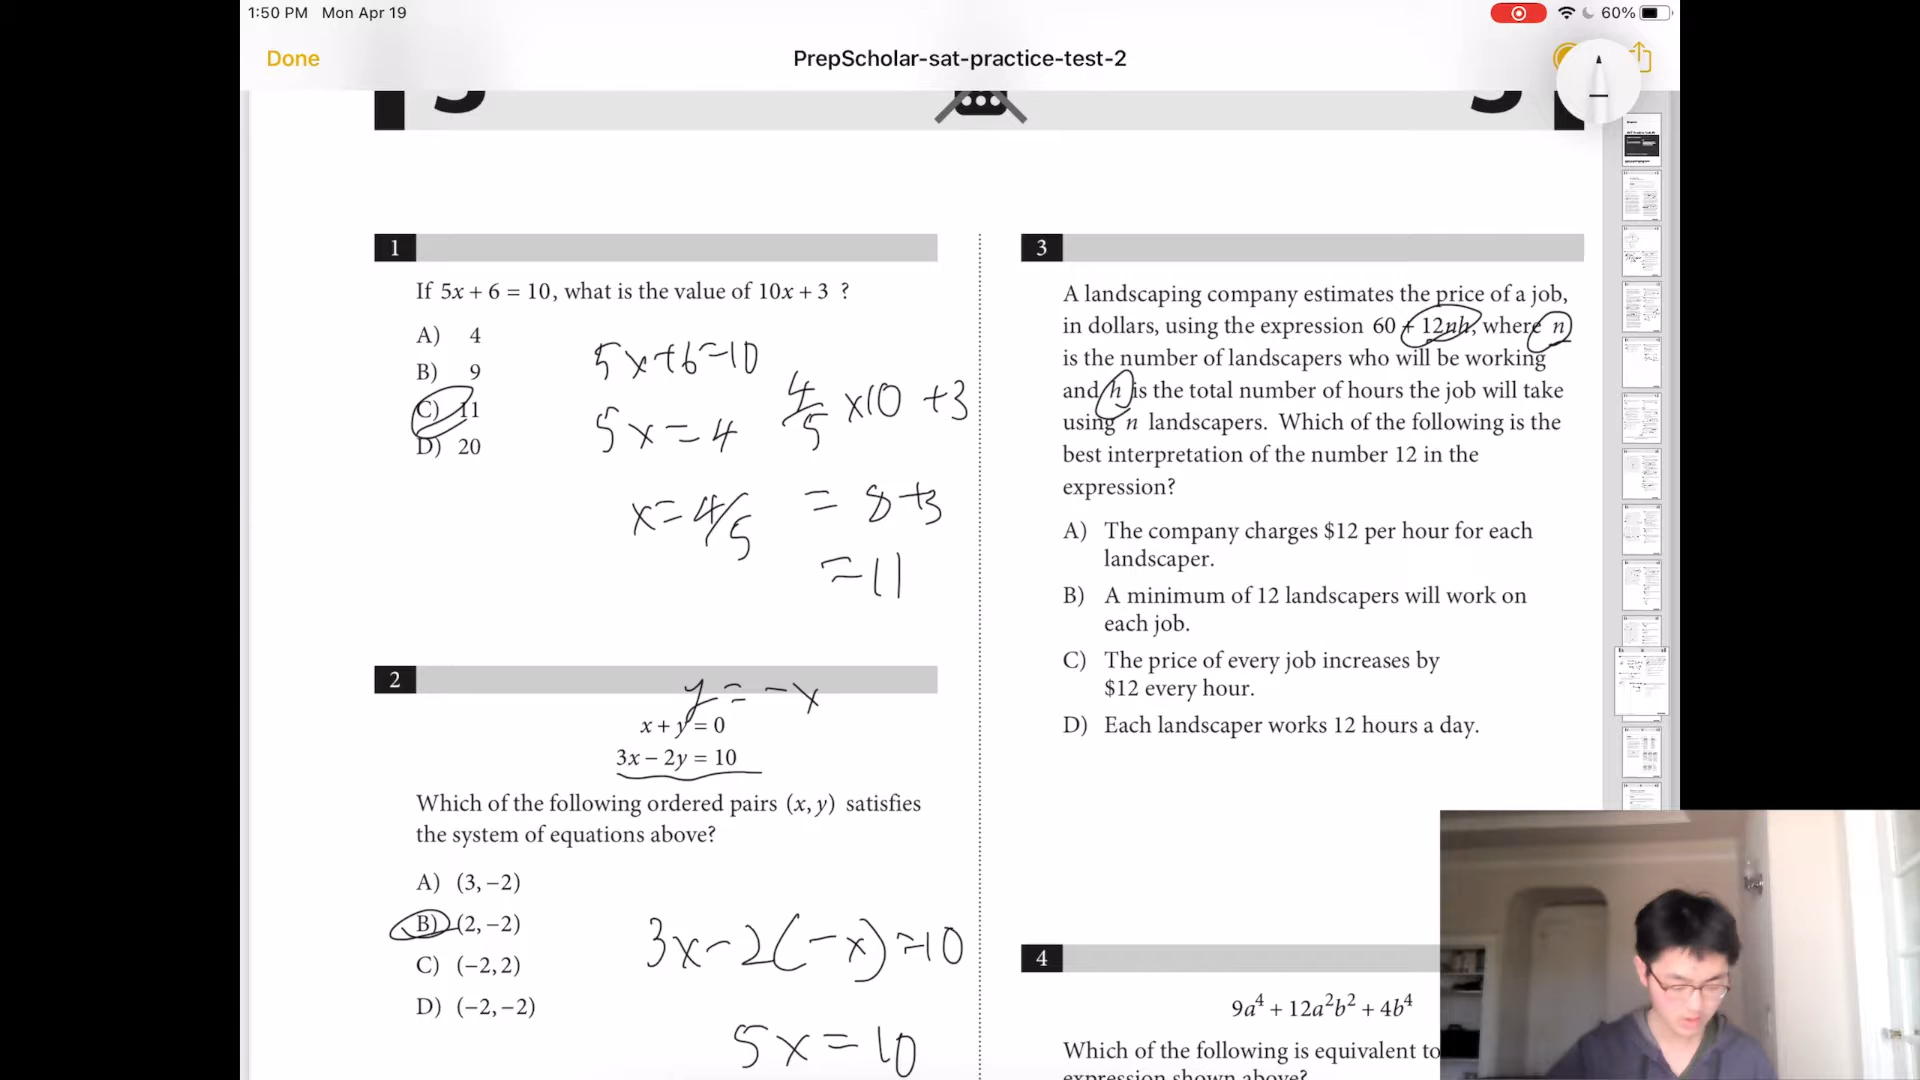 1:50 PM Mon Apr 19
60%
Done
PrepScholar-sat-practice-test-2
1
If 5x + 6 = 10, what is the value of 10x + 3 ?
A) 4
B) 9
C) 11
D) 20
5x+6=10
5x=4
x=4/5
4/5 x10 +3
= 8+3
=11
2
y = -x
x + y = 0
3x − 2y = 10
Which of the following ordered pairs (x, y) satisfies
the system of equations above?
A) (3, −2)
B) (2, −2)
C) (−2, 2)
D) (−2, −2)
3x-2(-x)=10
5x=10
3
A landscaping company estimates the price of a job,
in dollars, using the expression 60 + 12nh, where n
is the number of landscapers who will be working
and h is the total number of hours the job will take
using n landscapers. Which of the following is the
best interpretation of the number 12 in the
expression?
A) The company charges $12 per hour for each
landscaper.
B) A minimum of 12 landscapers will work on
each job.
C) The price of every job increases by
$12 every hour.
D) Each landscaper works 12 hours a day.
4
9a⁴ + 12a²b² + 4b⁴
Which of the following is equivalent to
expression shown above?